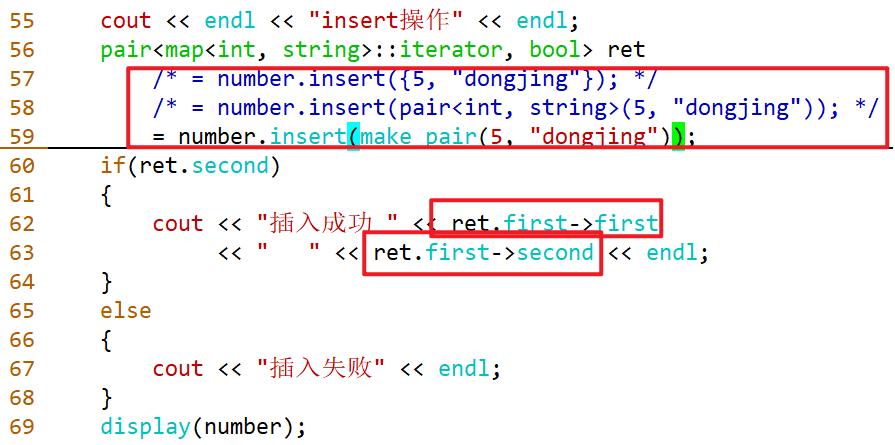 55 cout << endl << "insert操作" << endl;
56 pair<map<int, string>::iterator, bool> ret
57 /* = number.insert({5, "dongjing"}); */
58 /* = number.insert(pair<int, string>(5, "dongjing")); */
59 = number.insert(make_pair(5, "dongjing"));
60 if(ret.second)
61 {
62 cout << "插入成功 " << ret.first->first
63 << "   " << ret.first->second << endl;
64 }
65 else
66 {
67 cout << "插入失败" << endl;
68 }
69 display(number);